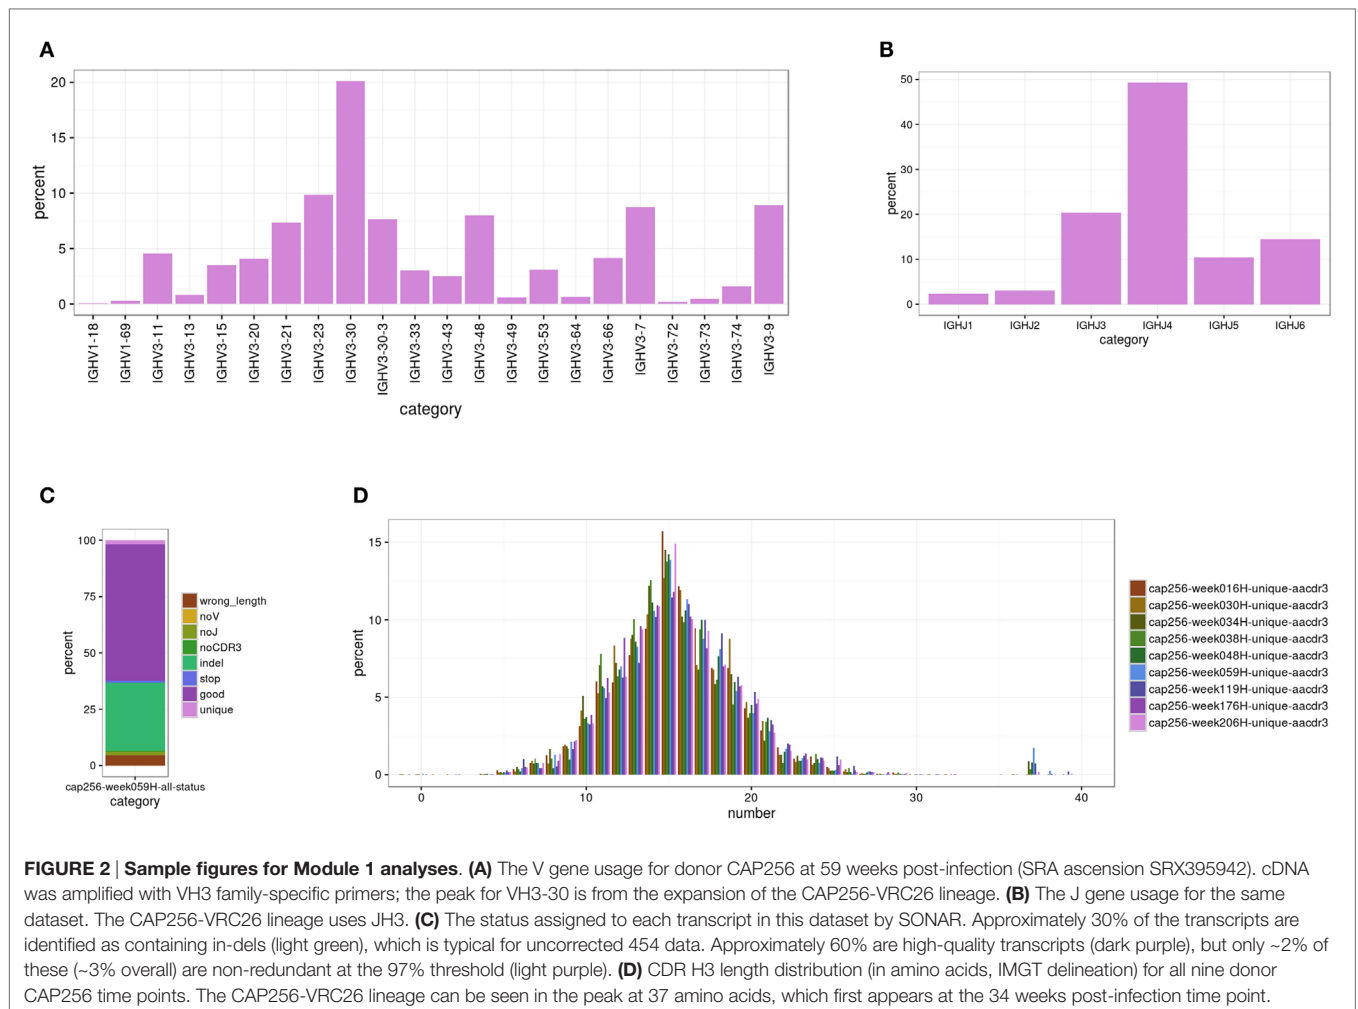 A
20
15
10
5
0
percent
IGHV1-18
IGHV1-69
IGHV3-11
IGHV3-13
IGHV3-15
IGHV3-20
IGHV3-21
IGHV3-23
IGHV3-30
IGHV3-30-3
IGHV3-33
IGHV3-43
IGHV3-48
IGHV3-49
IGHV3-53
IGHV3-64
IGHV3-66
IGHV3-7
IGHV3-72
IGHV3-73
IGHV3-74
IGHV3-9
category
B
50
40
30
20
10
0
percent
IGHJ1 IGHJ2 IGHJ3 IGHJ4 IGHJ5 IGHJ6
category
C
100
75
50
25
0
percent
cap256-week059H-all-status
category
wrong_length
noV
noJ
noCDR3
indel
stop
good
unique
D
15
10
5
0
percent
0 10 20 30 40
number
cap256-week016H-unique-aacdr3
cap256-week030H-unique-aacdr3
cap256-week034H-unique-aacdr3
cap256-week038H-unique-aacdr3
cap256-week048H-unique-aacdr3
cap256-week059H-unique-aacdr3
cap256-week119H-unique-aacdr3
cap256-week176H-unique-aacdr3
cap256-week206H-unique-aacdr3
FIGURE 2 | Sample figures for Module 1 analyses. (A) The V gene usage for donor CAP256 at 59 weeks post-infection (SRA ascension SRX395942). cDNA
was amplified with VH3 family-specific primers; the peak for VH3-30 is from the expansion of the CAP256-VRC26 lineage. (B) The J gene usage for the same
dataset. The CAP256-VRC26 lineage uses JH3. (C) The status assigned to each transcript in this dataset by SONAR. Approximately 30% of the transcripts are
identified as containing in-dels (light green), which is typical for uncorrected 454 data. Approximately 60% are high-quality transcripts (dark purple), but only ~2% of
these (~3% overall) are non-redundant at the 97% threshold (light purple). (D) CDR H3 length distribution (in amino acids, IMGT delineation) for all nine donor
CAP256 time points. The CAP256-VRC26 lineage can be seen in the peak at 37 amino acids, which first appears at the 34 weeks post-infection time point.